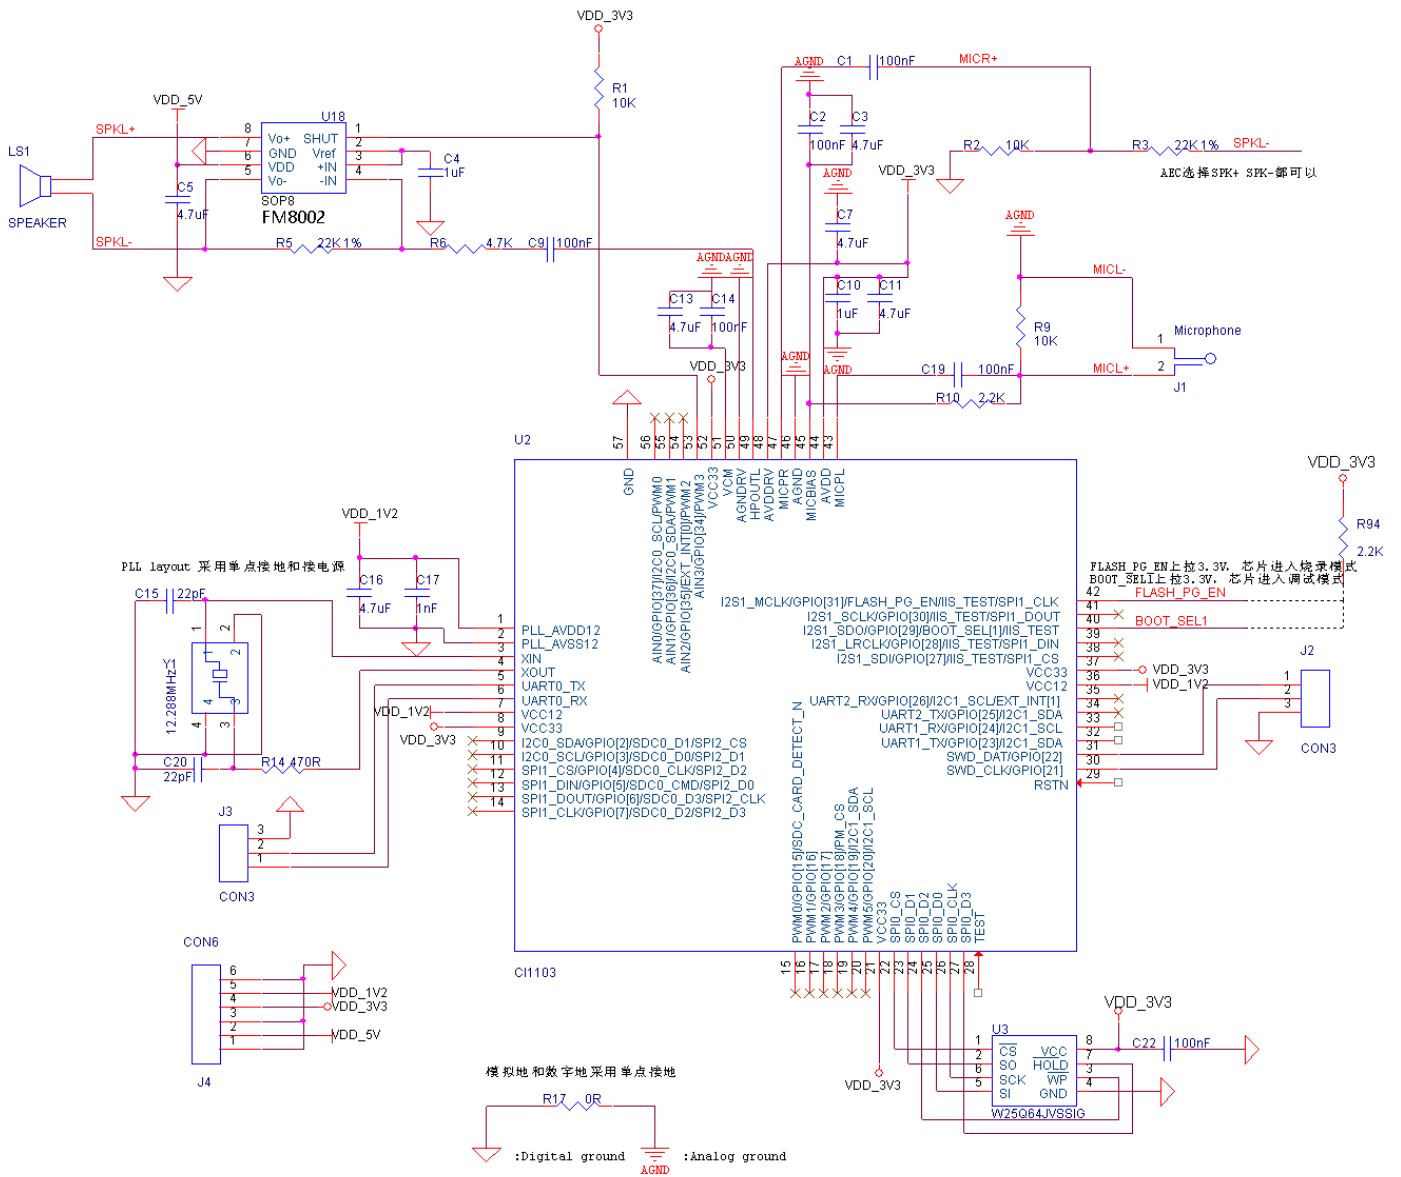 VDD_3V3
R1
10K
VDD_5V
U18
SPKL+
8
Vo+
SHUT
1
7
GND
Vref
2
6
VDD
+IN
3
5
Vo-
-IN
4
SOP8
FM8002
LS1
SPEAKER
C5
4.7uF
C4
1uF
SPKL-
R5
22K 1%
R6
4.7K
C9
100nF
AGND
C1
100nF
MICR+
C2
100nF
C3
4.7uF
R2
10K
R3
22K 1%
SPKL-
AEC选择SPK+ SPK-都可以
AGND
VDD_3V3
C7
4.7uF
AGND
MICL-
AGND
AGND
C13
4.7uF
C14
100nF
C10
1uF
C11
4.7uF
R9
10K
Microphone
1
2
J1
VDD_3V3
AGND
AGND
C19
100nF
MICL+
R10
2.2K
U2
57
56
55
54
53
52
51
50
49
48
47
46
45
44
43
GND
AIN0/GPIO[37]/I2C0_SCL/PWM0
AIN1/GPIO[36]/I2C0_SDA/PWM1
AIN2/GPIO[35]/EXT_INT[0]/PWM2
AIN3/GPIO[34]/PWM3
VCC33
VCM
AGNDRV
HPOUTL
AVDDRV
MICPR
AGND
MICBIAS
AVDD
MICPL
VDD_3V3
R94
2.2K
FLASH_PG_EN上拉3.3V, 芯片进入烧录模式
BOOT_SEL1上拉3.3V, 芯片进入调试模式
VDD_1V2
PLL layout 采用单点接地和接电源
C15
22pF
C16
4.7uF
C17
1nF
1
2
1
2
Y1
12.288MHz
4
3
4
3
C20
22pF
R14
470R
1
PLL_AVDD12
2
PLL_AVSS12
3
XIN
4
XOUT
5
UART0_TX
6
UART0_RX
VDD_1V2
7
VCC12
VDD_3V3
8
VCC33
9
I2C0_SDA/GPIO[2]/SDC0_D1/SPI2_CS
10
I2C0_SCL/GPIO[3]/SDC0_D0/SPI2_D1
11
SPI1_CS/GPIO[4]/SDC0_CLK/SPI2_D2
12
SPI1_DIN/GPIO[5]/SDC0_CMD/SPI2_D0
13
SPI1_DOUT/GPIO[6]/SDC0_D3/SPI2_CLK
14
SPI1_CLK/GPIO[7]/SDC0_D2/SPI2_D3
I2S1_MCLK/GPIO[31]/FLASH_PG_EN/IIS_TEST/SPI1_CLK
42
FLASH_PG_EN
I2S1_SCLK/GPIO[30]/IIS_TEST/SPI1_DOUT
41
I2S1_SDO/GPIO[29]/BOOT_SEL[1]/IIS_TEST
40
BOOT_SEL1
I2S1_LRCLK/GPIO[28]/IIS_TEST/SPI1_DIN
39
I2S1_SDI/GPIO[27]/IIS_TEST/SPI1_CS
38
VCC33
37
VDD_3V3
VCC12
36
VDD_1V2
UART2_RX/GPIO[26]/I2C1_SCL/EXT_INT[1]
35
UART2_TX/GPIO[25]/I2C1_SDA
34
UART1_RX/GPIO[24]/I2C1_SCL
33
UART1_TX/GPIO[23]/I2C1_SDA
32
SWD_DAT/GPIO[22]
31
SWD_CLK/GPIO[21]
30
RSTN
29
J2
1
2
3
CON3
J3
3
2
1
CON3
PWM0/GPIO[15]/SDC_CARD_DETECT_N
PWM1/GPIO[16]
PWM2/GPIO[17]
PWM3/GPIO[18]/PM_CS
PWM4/GPIO[19]/I2C1_SDA
PWM5/GPIO[20]/I2C1_SCL
VCC33
SPI0_CS
SPI0_D1
SPI0_D2
SPI0_D0
SPI0_CLK
SPI0_D3
TEST
15
16
17
18
19
20
21
22
23
24
25
26
27
28
CI1103
CON6
6
5
VDD_1V2
4
VDD_3V3
3
2
VDD_5V
1
J4
VDD_3V3
VDD_3V3
U3
1
CS
VCC
8
2
SO
HOLD
7
6
SCK
WP
3
5
SI
GND
4
W25Q64JVSSIG
C22
100nF
模拟地和数字地采用单点接地
R17
0R
:Digital ground
AGND
:Analog ground